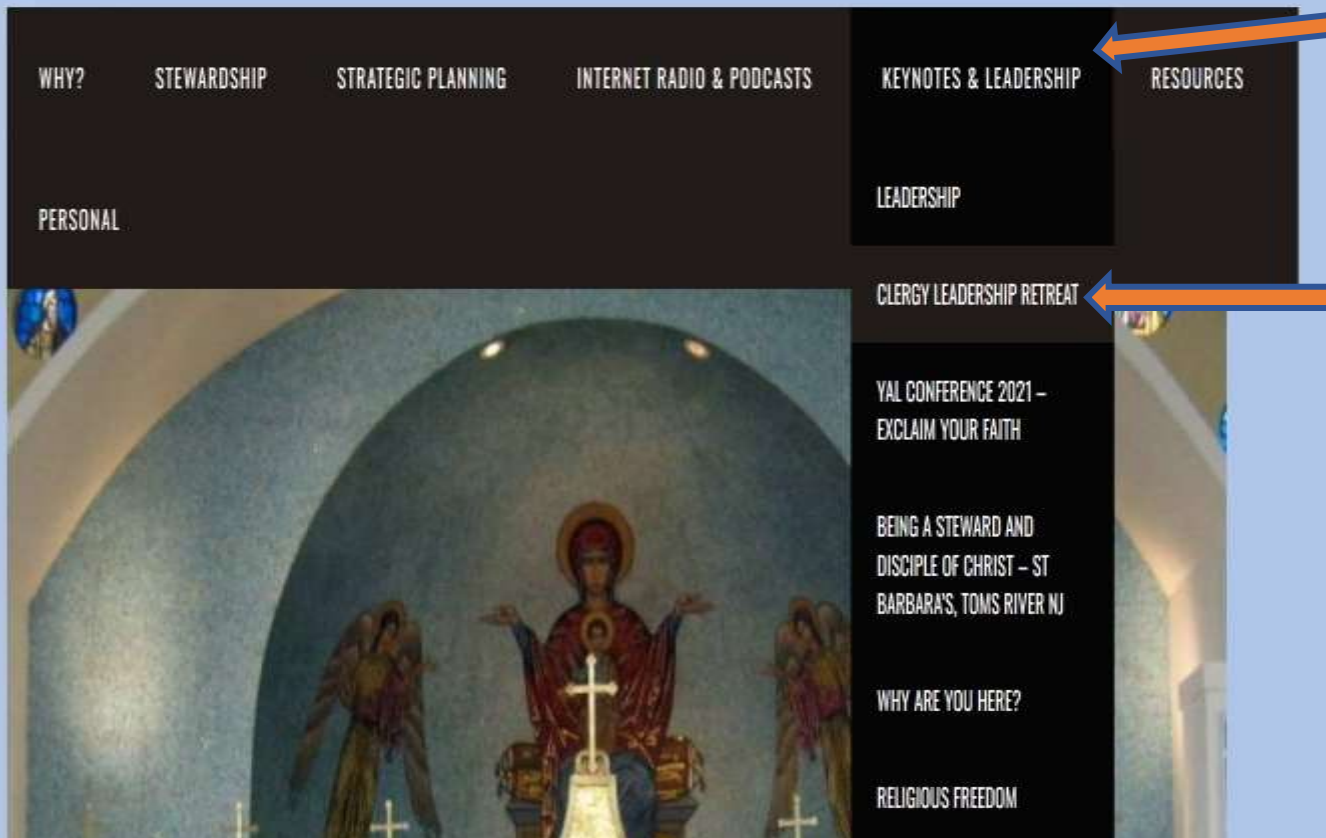 WHY?
STEWARDSHIP
STRATEGIC PLANNING
INTERNET RADIO & PODCASTS
KEYNOTES & LEADERSHIP
RESOURCES
PERSONAL
LEADERSHIP
CLERGY LEADERSHIP RETREAT
YAL CONFERENCE 2021 –
EXCLAIM YOUR FAITH
BEING A STEWARD AND
DISCIPLE OF CHRIST – ST
BARBARA'S, TOMS RIVER NJ
WHY ARE YOU HERE?
RELIGIOUS FREEDOM